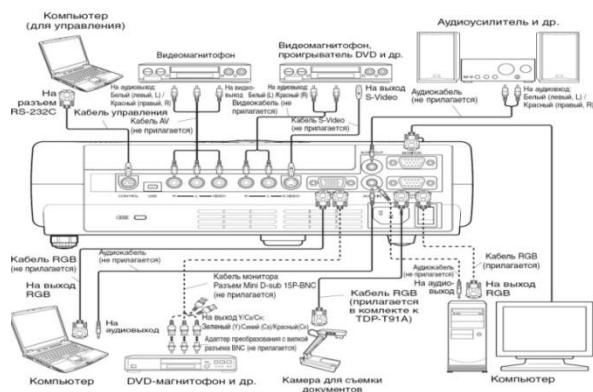 Компьютер
(для управления)
Видеомагнитофон
Видеомагнитофон,
проигрыватель DVD и др.
Аудиоусилитель и др.
На
разъем
RS-232C
Кабель управления
На аудиовыход:
Белый (левый, L) /
Красный (правый, R)
На видео-
выход
Кабель AV
(не прилагается)
На аудиовыход:
Белый (L) /
Красный (R)
Видеокабель (не
прилагается)
На выход
S-Video
Кабель S-Video
(не прилагается)
Аудиокабель
(не прилагается)
На
аудиовыход:
Белый (левый, L) /
Красный (правый, R)
CONTROL
USB
R
L
VIDEO
R
L
S-VIDEO
MONITOR
Кабель RGB
(не прилагается)
На выход
RGB
Аудиокабель
(не прилагается)
На
аудиовыход
Компьютер
Кабель монитора
Разъем Mini D-sub 15P-BNC
(не прилагается)
На выход Y/CB/CR:
Зеленый (Y)/Синий (CB)/Красный(CR)
Адаптер преобразования с вилкой
разъема BNC (не прилагается)
DVD-магнитофон и др.
Кабель RGB
(прилагается
в комлекте к
TDP-T91A)
Камера для съемки
документов
Аудиокабель
(не прилагается)
На аудио-
выход
Кабель RGB
(прилагается)
На выход
RGB
Компьютер